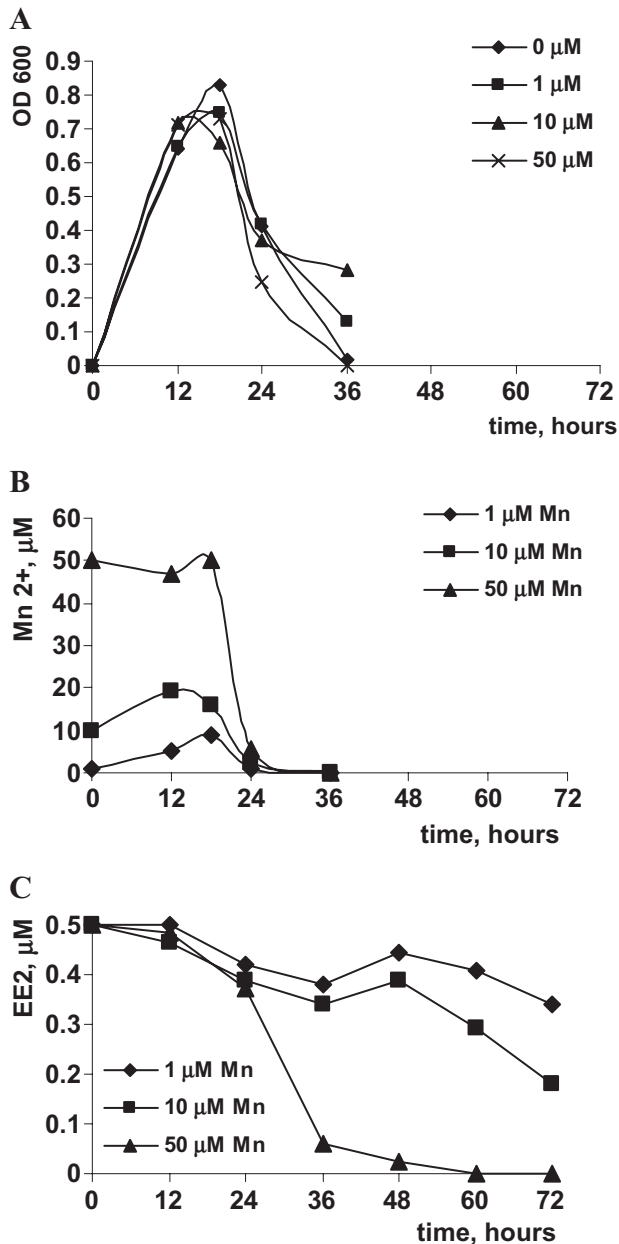 A
OD 600
0.9
0.8
0.7
0.6
0.5
0.4
0.3
0.2
0.1
0
0 12 24 36 48 60 72
time, hours
0 μM
1 μM
10 μM
50 μM
B
Mn 2+, μM
60
50
40
30
20
10
0
0 12 24 36 48 60 72
time, hours
1 μM Mn
10 μM Mn
50 μM Mn
C
EE2, μM
0.5
0.4
0.3
0.2
0.1
0
1 μM Mn
10 μM Mn
50 μM Mn
0 12 24 36 48 60 72
time, hours